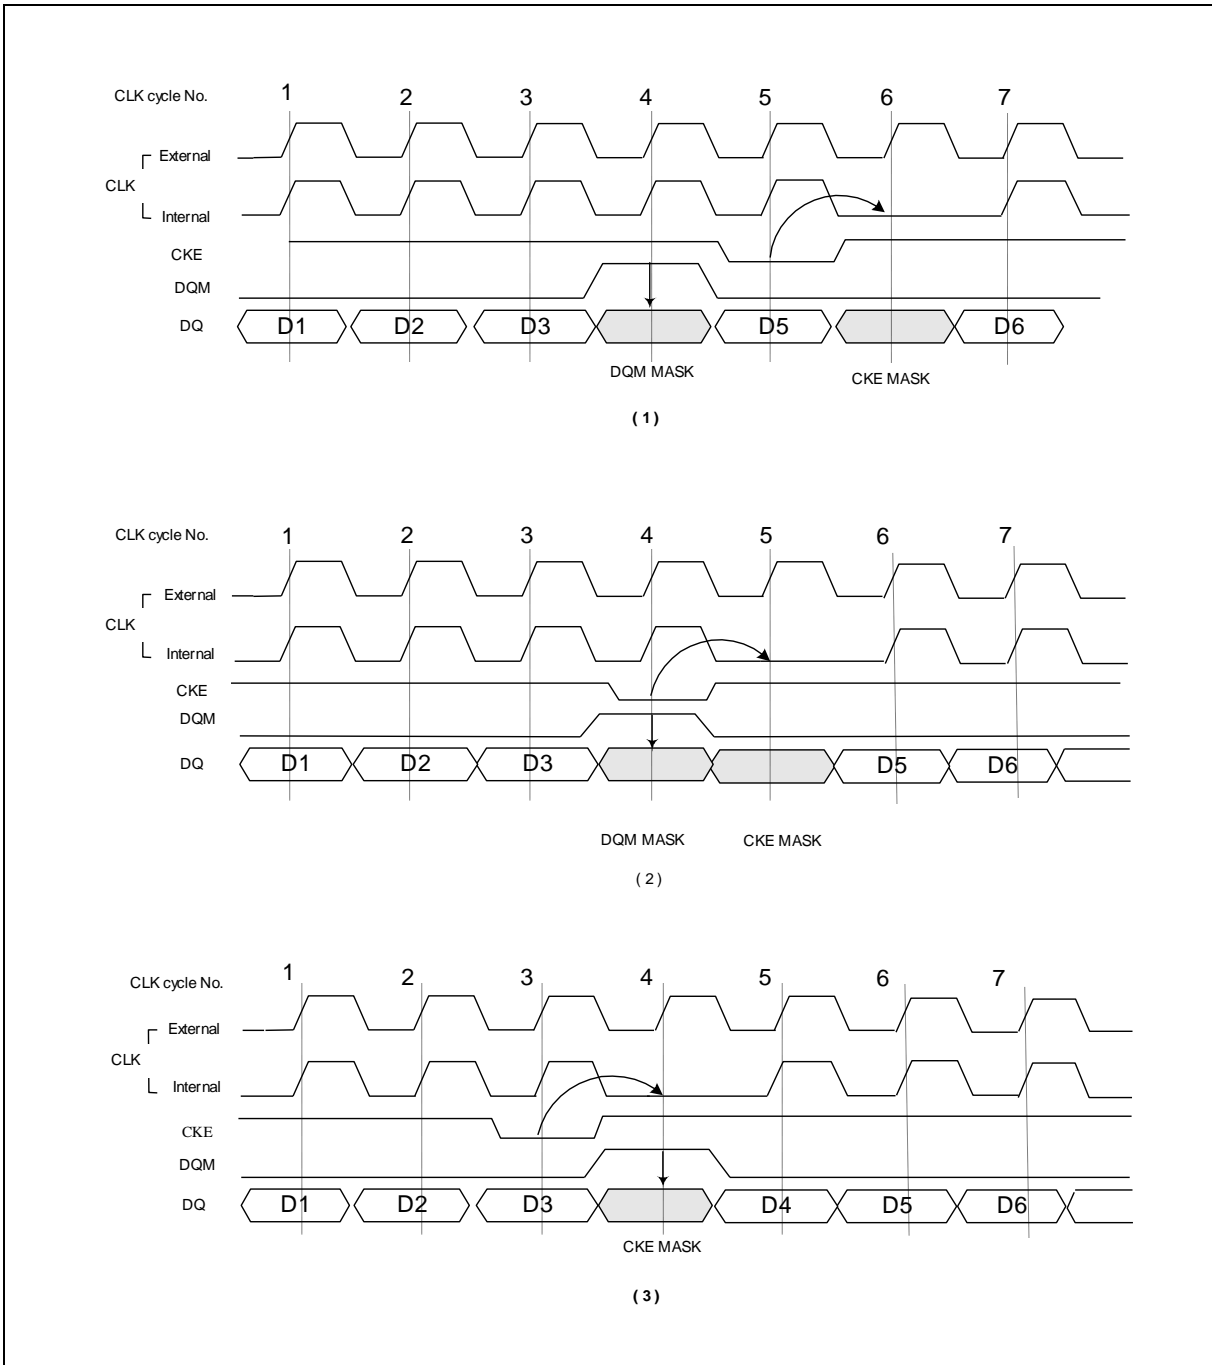 CLK cycle No. 1 2 3 4 5 6 7
External
CLK
Internal
CKE
DQM
DQ D1 D2 D3 D5 D6
DQM MASK CKE MASK
( 1 )
CLK cycle No. 1 2 3 4 5 6 7
External
CLK
Internal
CKE
DQM
DQ D1 D2 D3 D5 D6
DQM MASK CKE MASK
( 2 )
CLK cycle No. 1 2 3 4 5 6 7
External
CLK
Internal
CKE
DQM
DQ D1 D2 D3 D4 D5 D6
CKE MASK
( 3 )